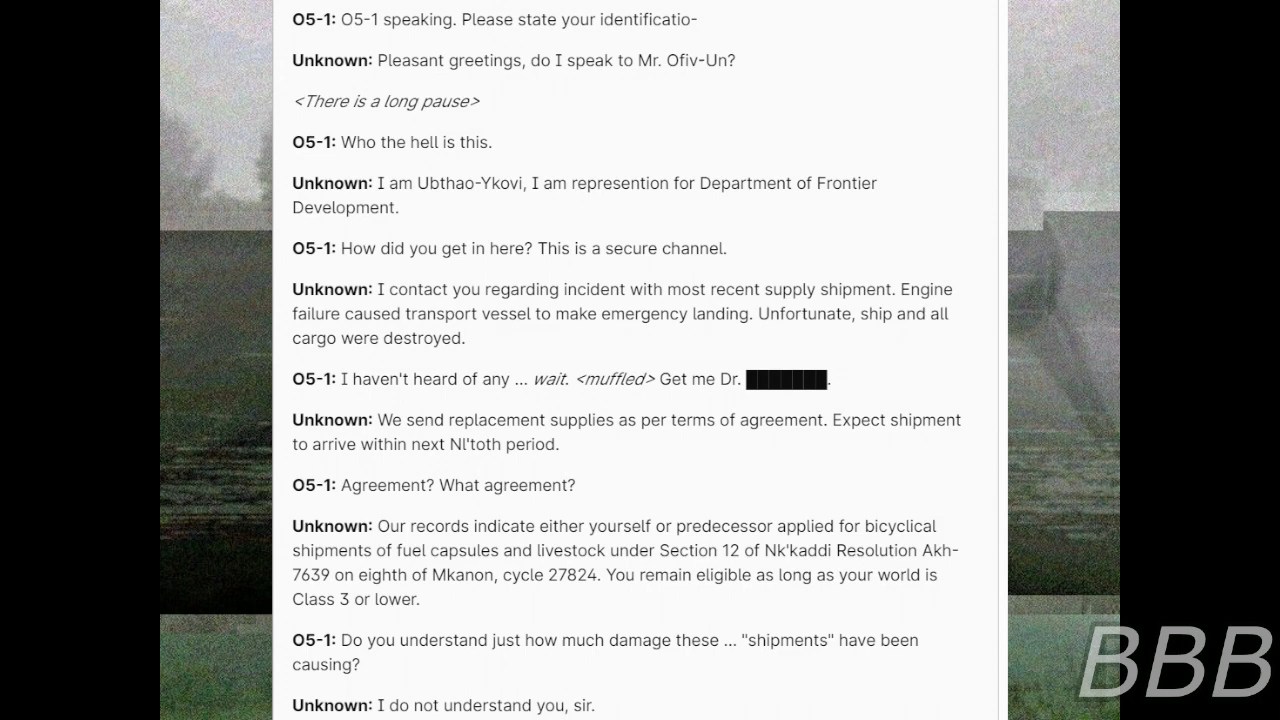 O5-1: O5-1 speaking. Please state your identificatio-
Unknown: Pleasant greetings, do I speak to Mr. Ofiv-Un?
<There is a long pause>
O5-1: Who the hell is this.
Unknown: I am Ubthao-Ykovi, I am represention for Department of Frontier
Development.
O5-1: How did you get in here? This is a secure channel.
Unknown: I contact you regarding incident with most recent supply shipment. Engine
failure caused transport vessel to make emergency landing. Unfortunate, ship and all
cargo were destroyed.
O5-1: I haven't heard of any ... wait. <muffled> Get me Dr. ███████.
Unknown: We send replacement supplies as per terms of agreement. Expect shipment
to arrive within next Nl'toth period.
O5-1: Agreement? What agreement?
Unknown: Our records indicate either yourself or predecessor applied for bicyclical
shipments of fuel capsules and livestock under Section 12 of Nk'kaddi Resolution Akh-
7639 on eighth of Mkanon, cycle 27824. You remain eligible as long as your world is
Class 3 or lower.
O5-1: Do you understand just how much damage these ... "shipments" have been
causing?
Unknown: I do not understand you, sir.
BBB